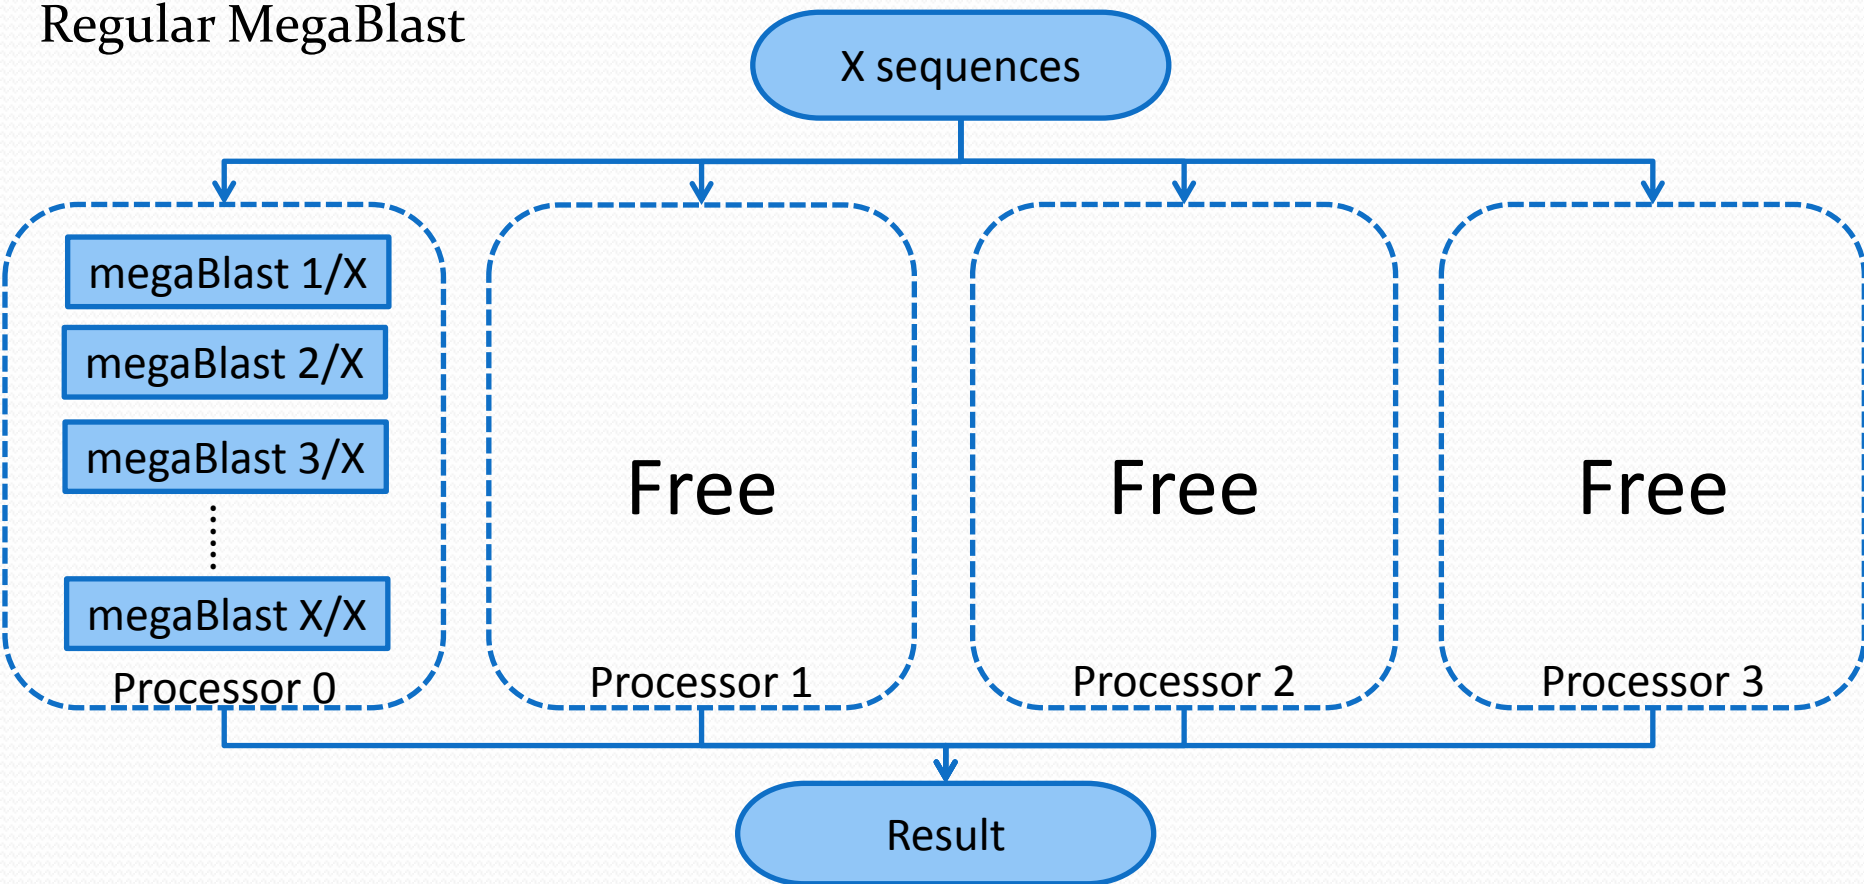 Regular MegaBlast
X sequences
megaBlast 1/X
megaBlast 2/X
megaBlast 3/X
megaBlast X/X
Processor 0
Free
Processor 1
Free
Processor 2
Free
Processor 3
Result